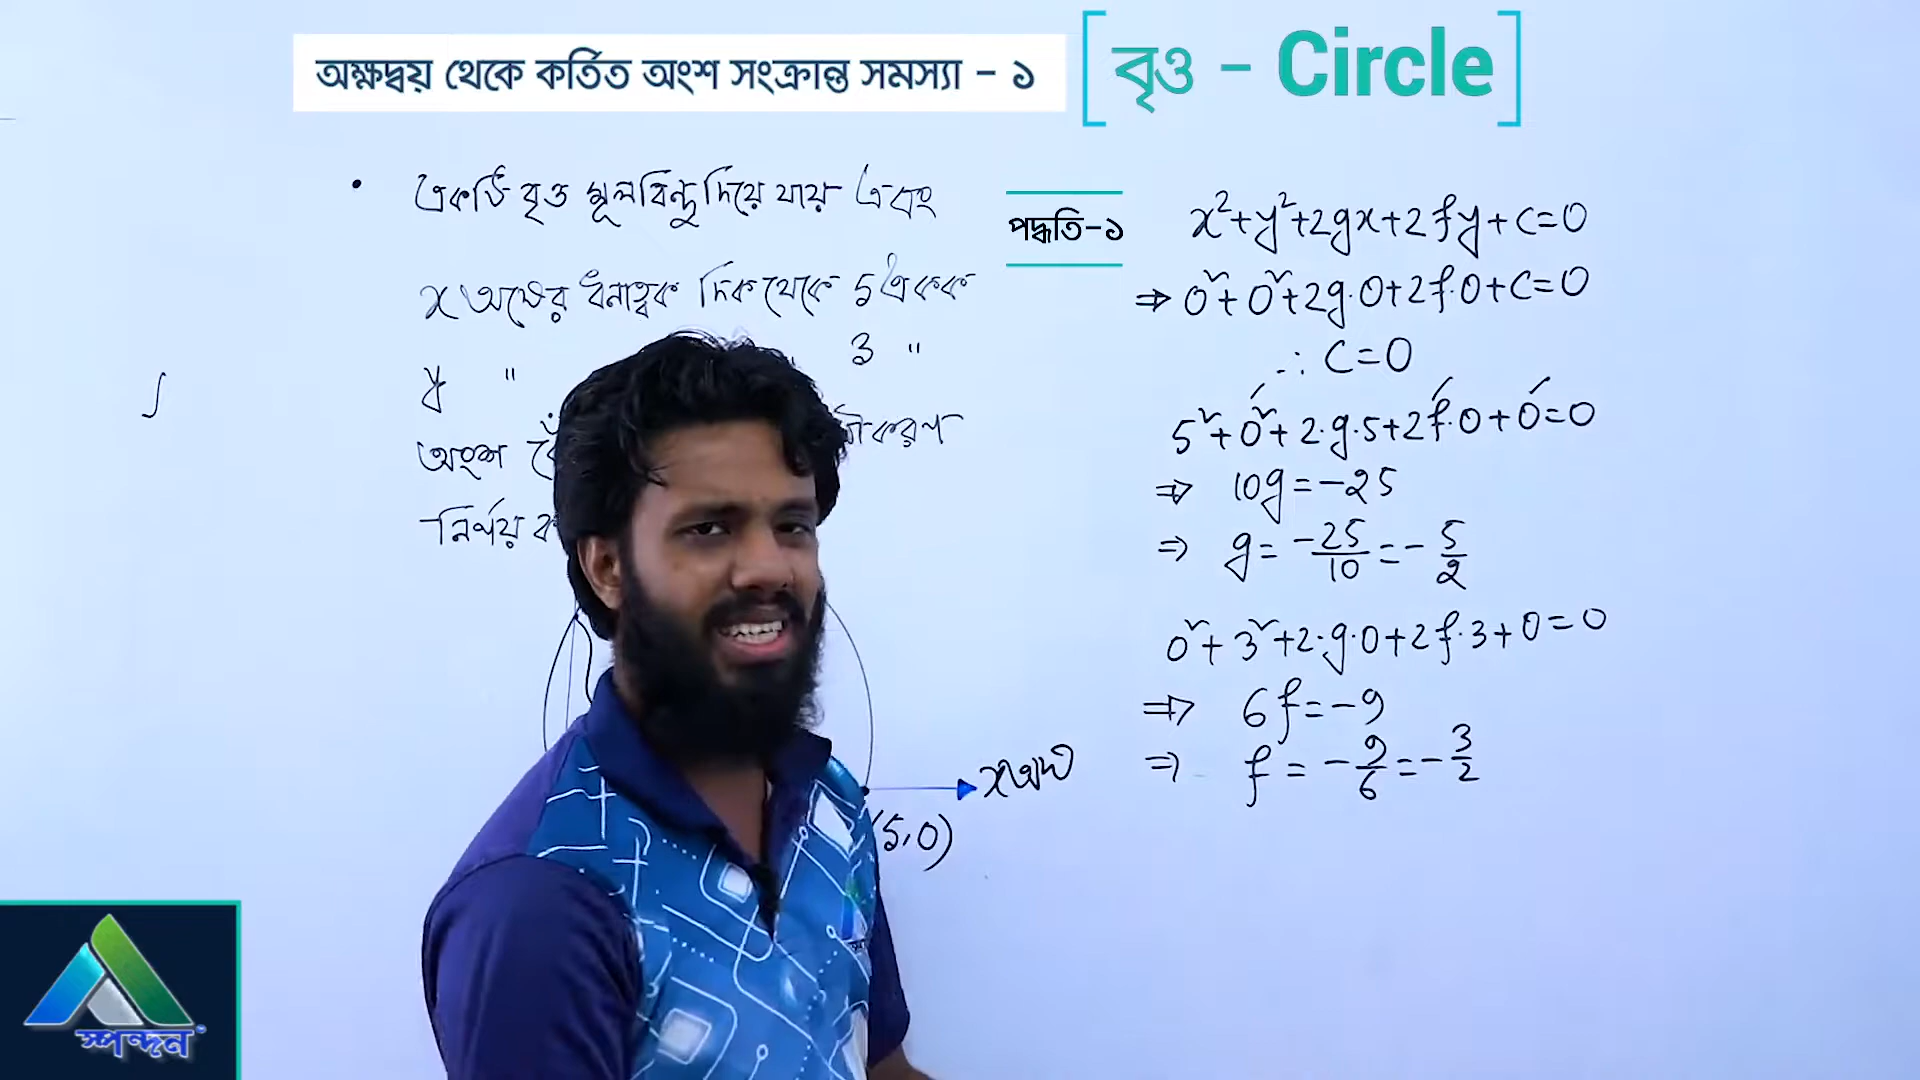 অক্ষদ্বয় থেকে কর্তিত অংশ সংক্রান্ত সমস্যা - ১
[বৃত্ত - Circle]
• একটি বৃত্ত মূলবিন্দু দিয়ে যায় এবং
x অক্ষের ধনাত্বক দিক থেকে 5 একক
y " " 3 "
অংশ
নির্ণয়
x অক্ষ
(5,0)
পদ্ধতি-১
x²+y²+2gx+2fy+c=0
⇒ 0²+0²+2g·0+2f·0+c=0
∴ c=0
5²+0²+2·g·5+2f·0+0=0
⇒ 10g=-25
⇒ g= -25/10 = -5/2
0²+3²+2·g·0+2f·3+0=0
⇒ 6f=-9
⇒ f = -9/6 = -3/2
স্পন্দন